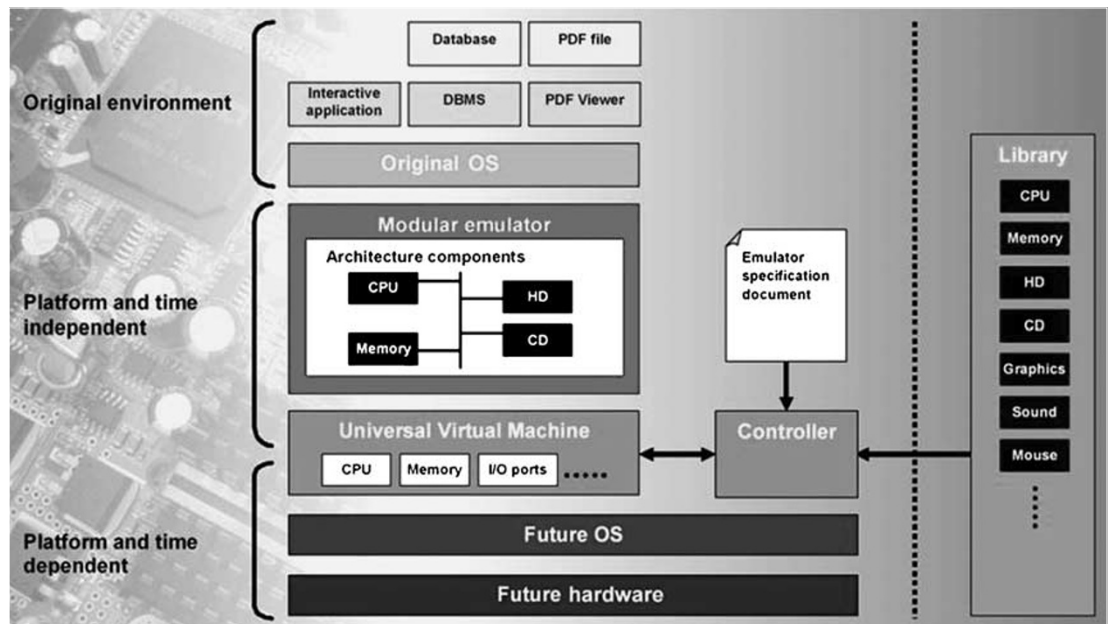 Original environment
Database
PDF file
Interactive
application
DBMS
PDF Viewer
Original OS
Platform and time
independent
Modular emulator
Architecture components
CPU
HD
Memory
CD
Emulator
specification
document
Universal Virtual Machine
CPU
Memory
I/O ports
.....
Controller
Platform and time
dependent
Future OS
Future hardware
Library
CPU
Memory
HD
CD
Graphics
Sound
Mouse